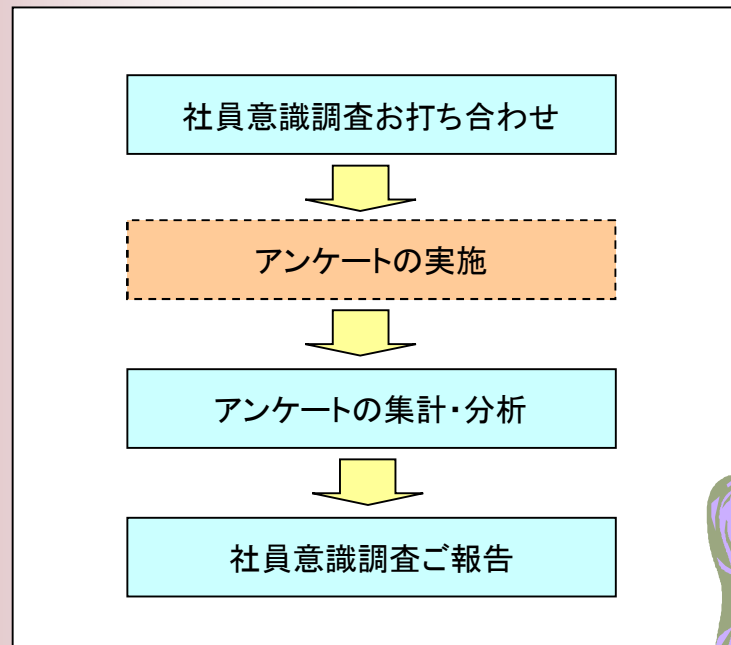 社員意識調査お打ち合わせ
アンケートの実施
アンケートの集計・分析
社員意識調査ご報告